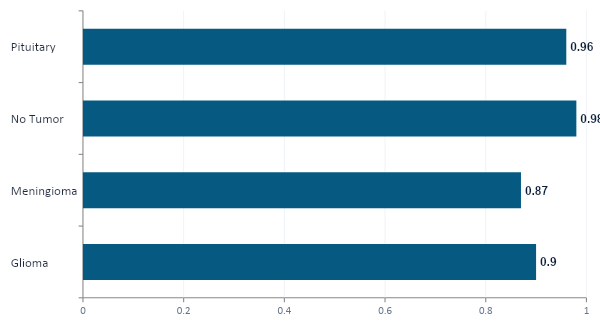 Pituitary 0.96
No Tumor 0.98
Meningioma 0.87
Glioma 0.9
0 0.2 0.4 0.6 0.8 1